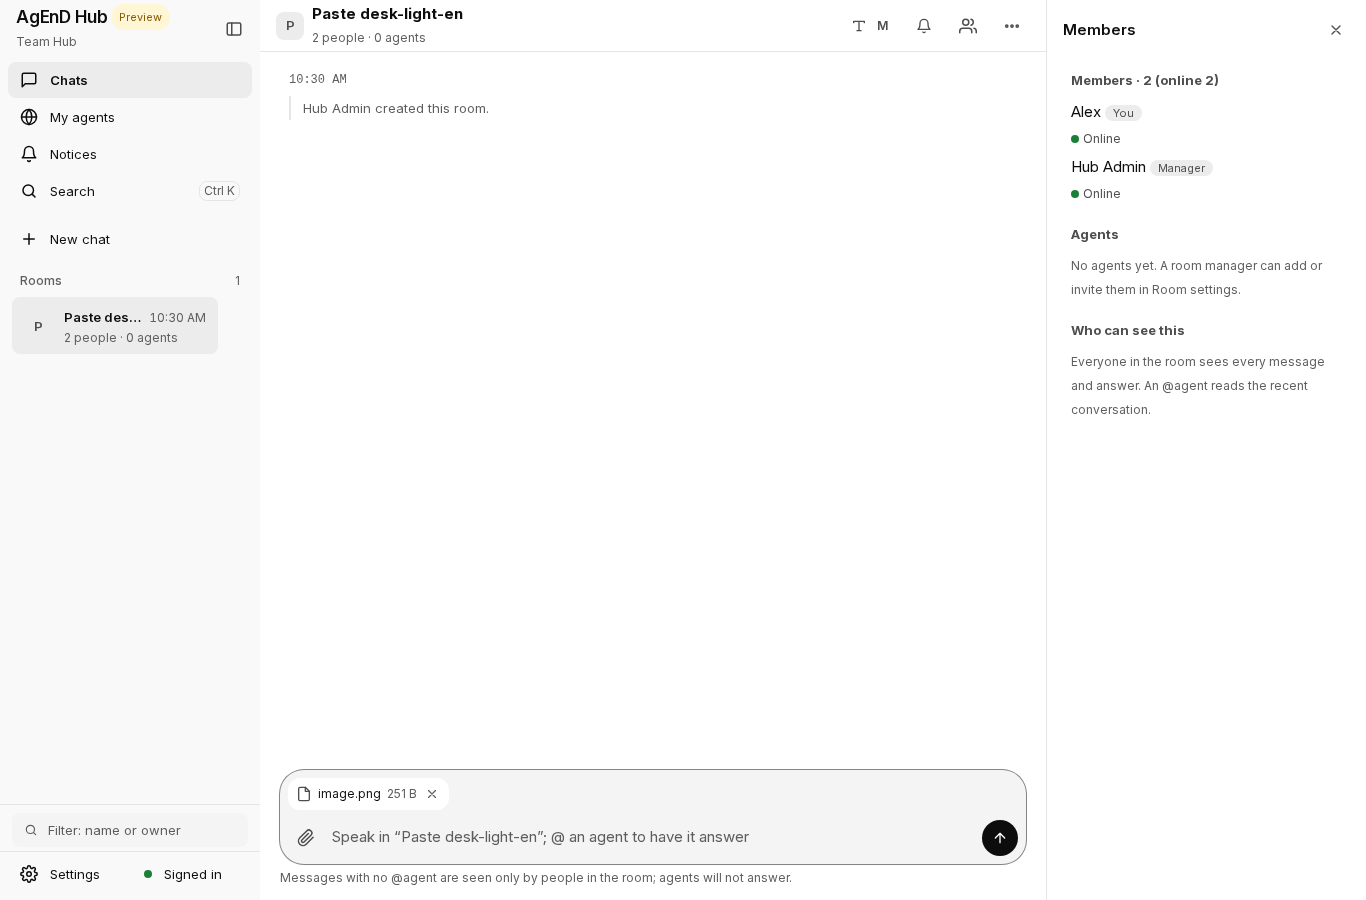 AgEnD Hub Preview
Team Hub
Chats
My agents
Notices
Search Ctrl K
New chat
Rooms 1
P Paste des... 10:30 AM
2 people · 0 agents
Filter: name or owner
Settings Signed in
P Paste desk-light-en
2 people · 0 agents
M
10:30 AM
Hub Admin created this room.
image.png 251 B
Speak in “Paste desk-light-en”; @ an agent to have it answer
Messages with no @agent are seen only by people in the room; agents will not answer.
Members
Members · 2 (online 2)
Alex You
Online
Hub Admin Manager
Online
Agents
No agents yet. A room manager can add or
invite them in Room settings.
Who can see this
Everyone in the room sees every message
and answer. An @agent reads the recent
conversation.